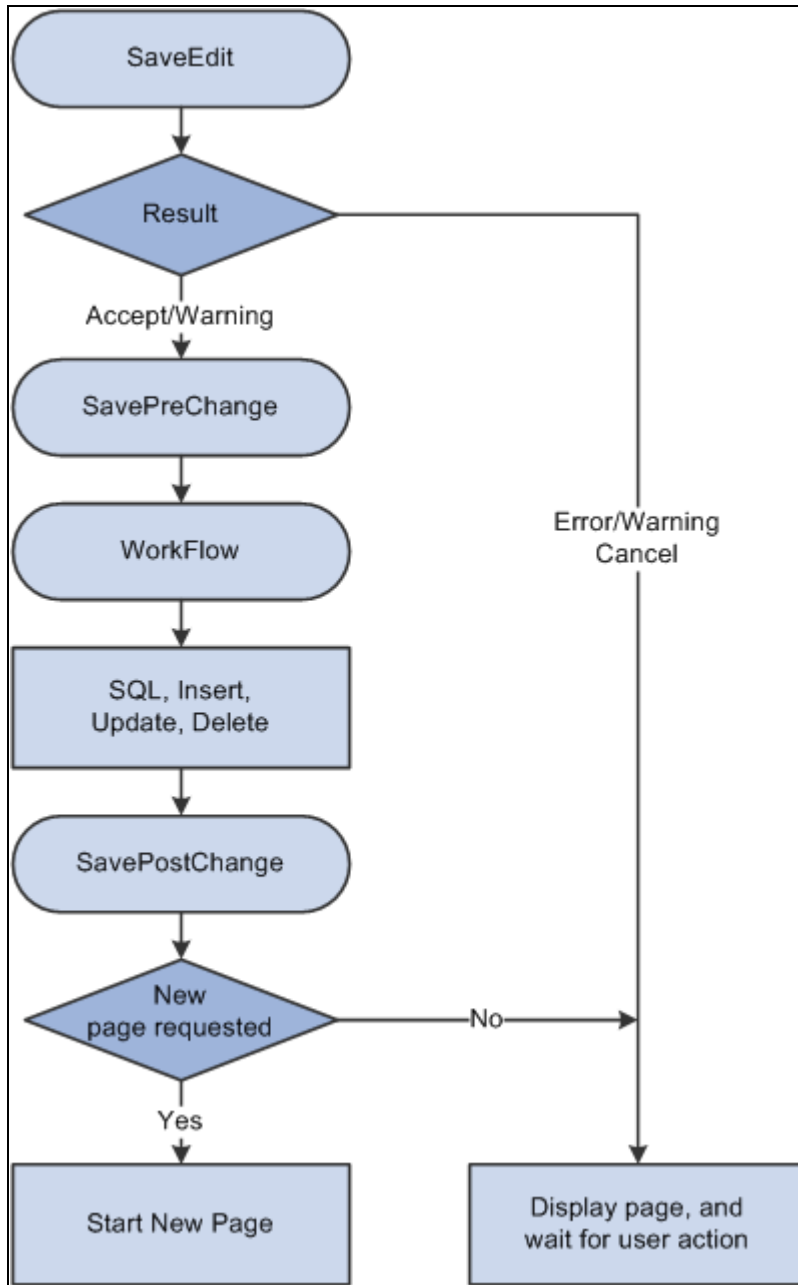 SaveEdit
Result
Accept/Warning
SavePreChange
WorkFlow
Error/Warning
Cancel
SQL, Insert,
Update, Delete
SavePostChange
New
page requested
No
Yes
Start New Page
Display page, and
wait for user action